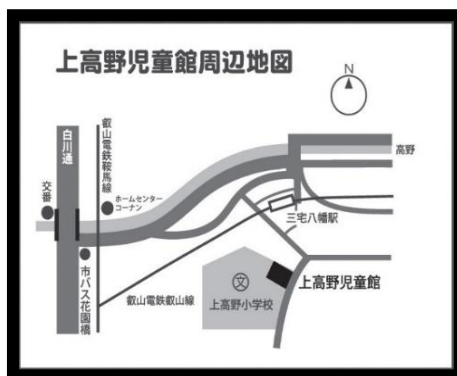 上高野児童館周辺地図
N
白川通
叡山電鉄鞍馬線
高野
交番
ホームセンター
コーナン
三宅八幡駅
市バス花園橋
叡山電鉄叡山線
文
上高野小学校
上高野児童館